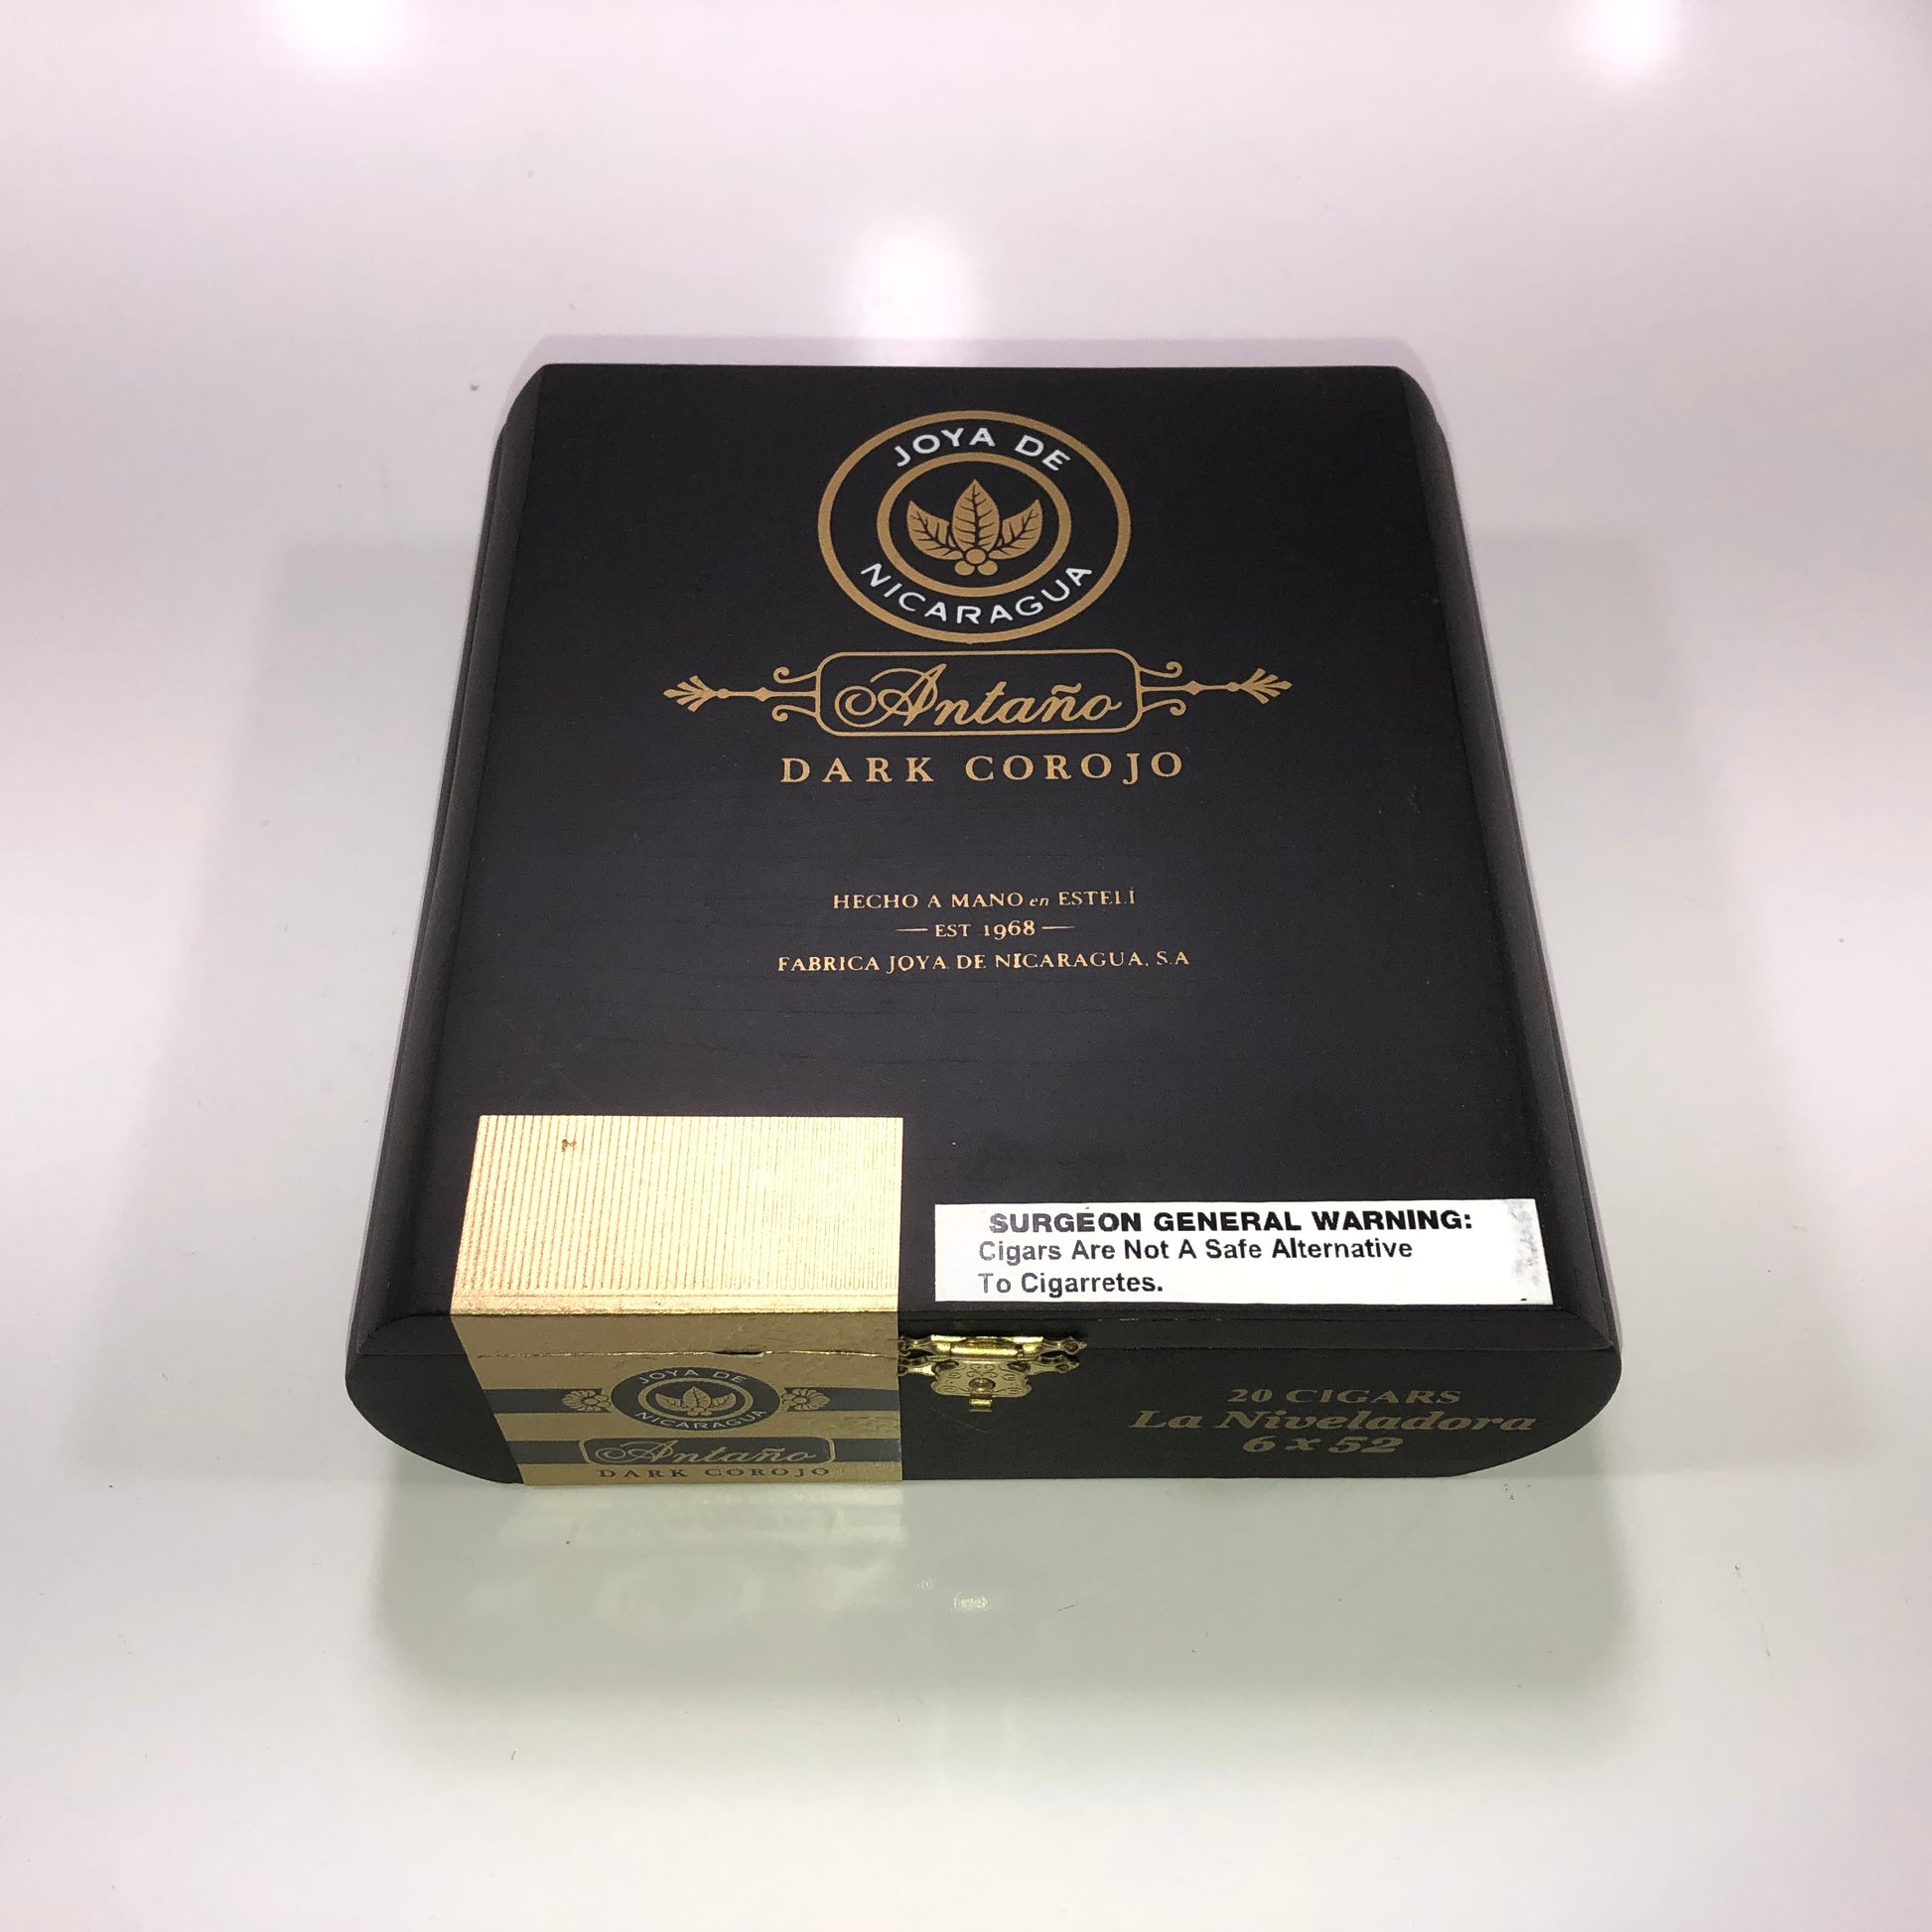 JOYA DE
NICARAGUA
Antaño
DARK COROJO
HECHO A MANO en ESTELÍ
EST 1968
FABRICA JOYA DE NICARAGUA, S.A
SURGEON GENERAL WARNING:
Cigars Are Not A Safe Alternative
To Cigarretes.
JOYA DE
NICARAGUA
Antaño
DARK COROJO
20 CIGARS
La Niveladora
6 x 52